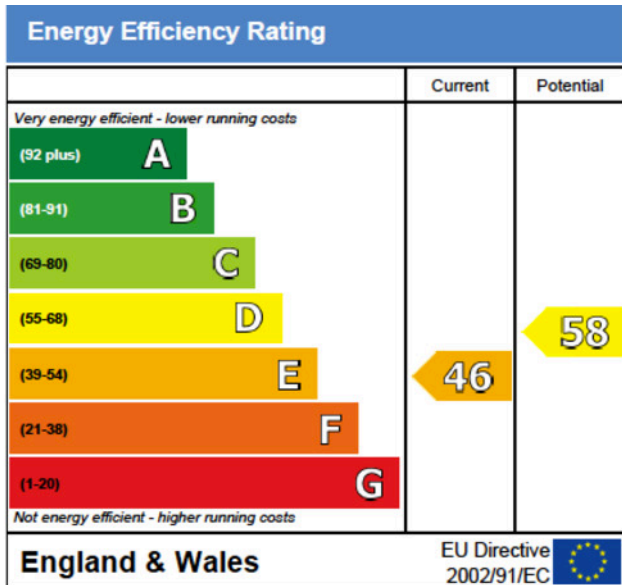 Energy Efficiency Rating
Current Potential
Very energy efficient - lower running costs
(92 plus) A
(81-91) B
(69-80) C
(55-68) D
58
(39-54) E
46
(21-38) F
(1-20) G
Not energy efficient - higher running costs
England & Wales
EU Directive
2002/91/EC